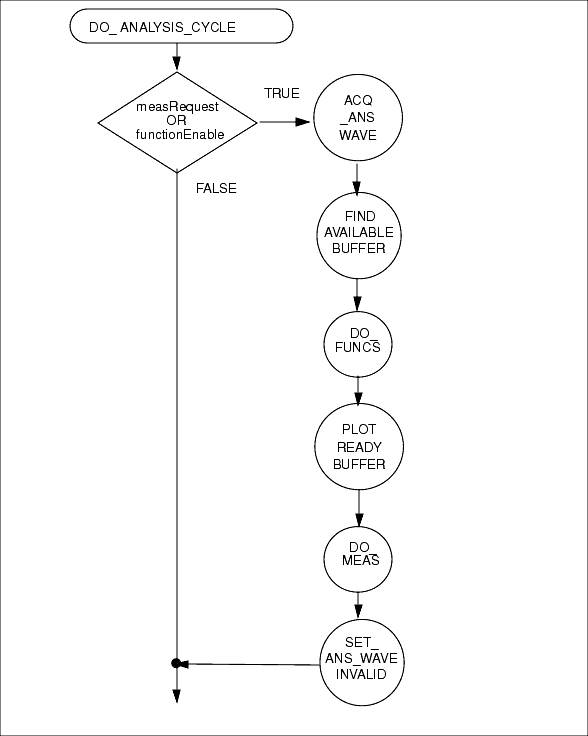 DO_ ANALYSIS_CYCLE
measRequest
OR
functionEnable
TRUE
FALSE
ACQ
_ANS
WAVE
FIND
AVAILABLE
BUFFER
DO_
FUNCS
PLOT
READY
BUFFER
DO_
MEAS
SET_
ANS_WAVE
INVALID